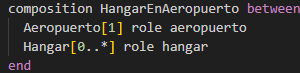 composition HangarEnAeropuerto between
Aeropuerto[1] role aeropuerto
Hangar[0..*] role hangar
end